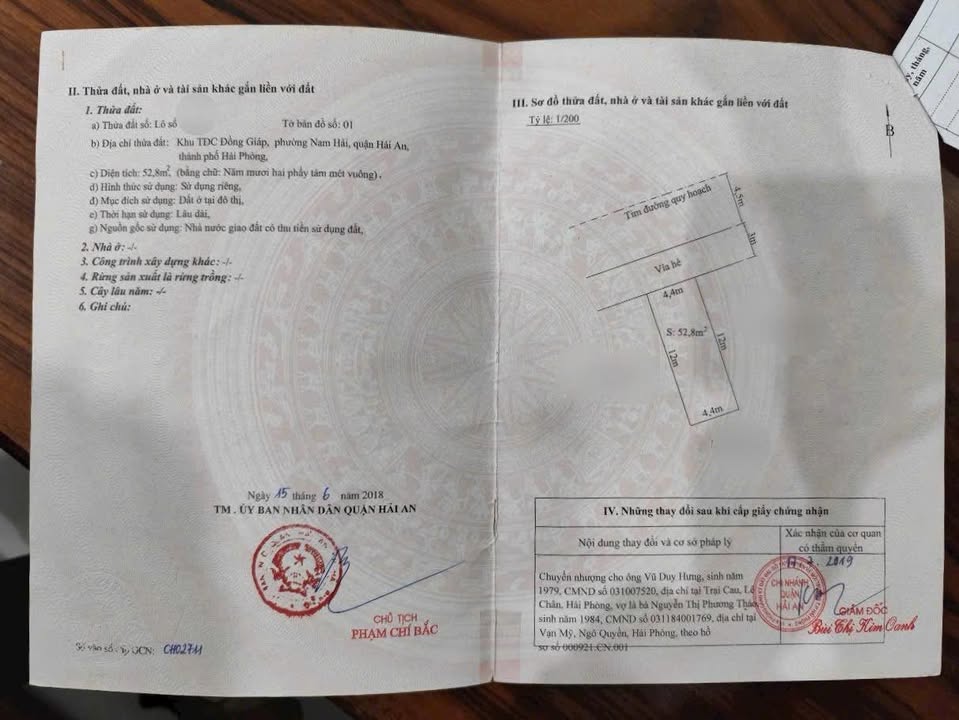 II. Thửa đất, nhà ở và tài sản khác gắn liền với đất
1. Thửa đất:
a) Thửa đất số: Lô số Tờ bản đồ số: 01
b) Địa chỉ thửa đất: Khu TĐC Đồng Giáp, phường Nam Hải, quận Hải An,
thành phố Hải Phòng,
c) Diện tích: 52,8m², (bằng chữ: Năm mươi hai phẩy tám mét vuông),
d) Hình thức sử dụng: Sử dụng riêng,
đ) Mục đích sử dụng: Đất ở tại đô thị,
e) Thời hạn sử dụng: Lâu dài,
g) Nguồn gốc sử dụng: Nhà nước giao đất có thu tiền sử dụng đất,
2. Nhà ở: -/-
3. Công trình xây dựng khác: -/-
4. Rừng sản xuất là rừng trồng: -/-
5. Cây lâu năm: -/-
6. Ghi chú:
Ngày 15 tháng 6 năm 2018
TM. ỦY BAN NHÂN DÂN QUẬN HẢI AN
CHỦ TỊCH
PHẠM CHÍ BẮC
Số vào sổ GCN: CH02711
III. Sơ đồ thửa đất, nhà ở và tài sản khác gắn liền với đất
Tỷ lệ: 1/200
B
Tim đường quy hoạch
4,5m
3m
Vỉa hè
4,4m
S: 52,8m²
12m
12m
4,4m
IV. Những thay đổi sau khi cấp giấy chứng nhận
Nội dung thay đổi và cơ sở pháp lý
Xác nhận của cơ quan
có thẩm quyền
2019
Chuyển nhượng cho ông Vũ Duy Hưng, sinh năm
1979, CMND số 031007520, địa chỉ tại Trại Cau, Lê
Chân, Hải Phòng, vợ là bà Nguyễn Thị Phương Thảo
sinh năm 1984, CMND số 031184001769, địa chỉ tại
Vạn Mỹ, Ngô Quyền, Hải Phòng, theo hồ
sơ số 000921.CN.001
CHI NHÁNH
QUẬN
HẢI AN
GIÁM ĐỐC
Bùi Thị Kim Oanh
ày, tháng,
năm